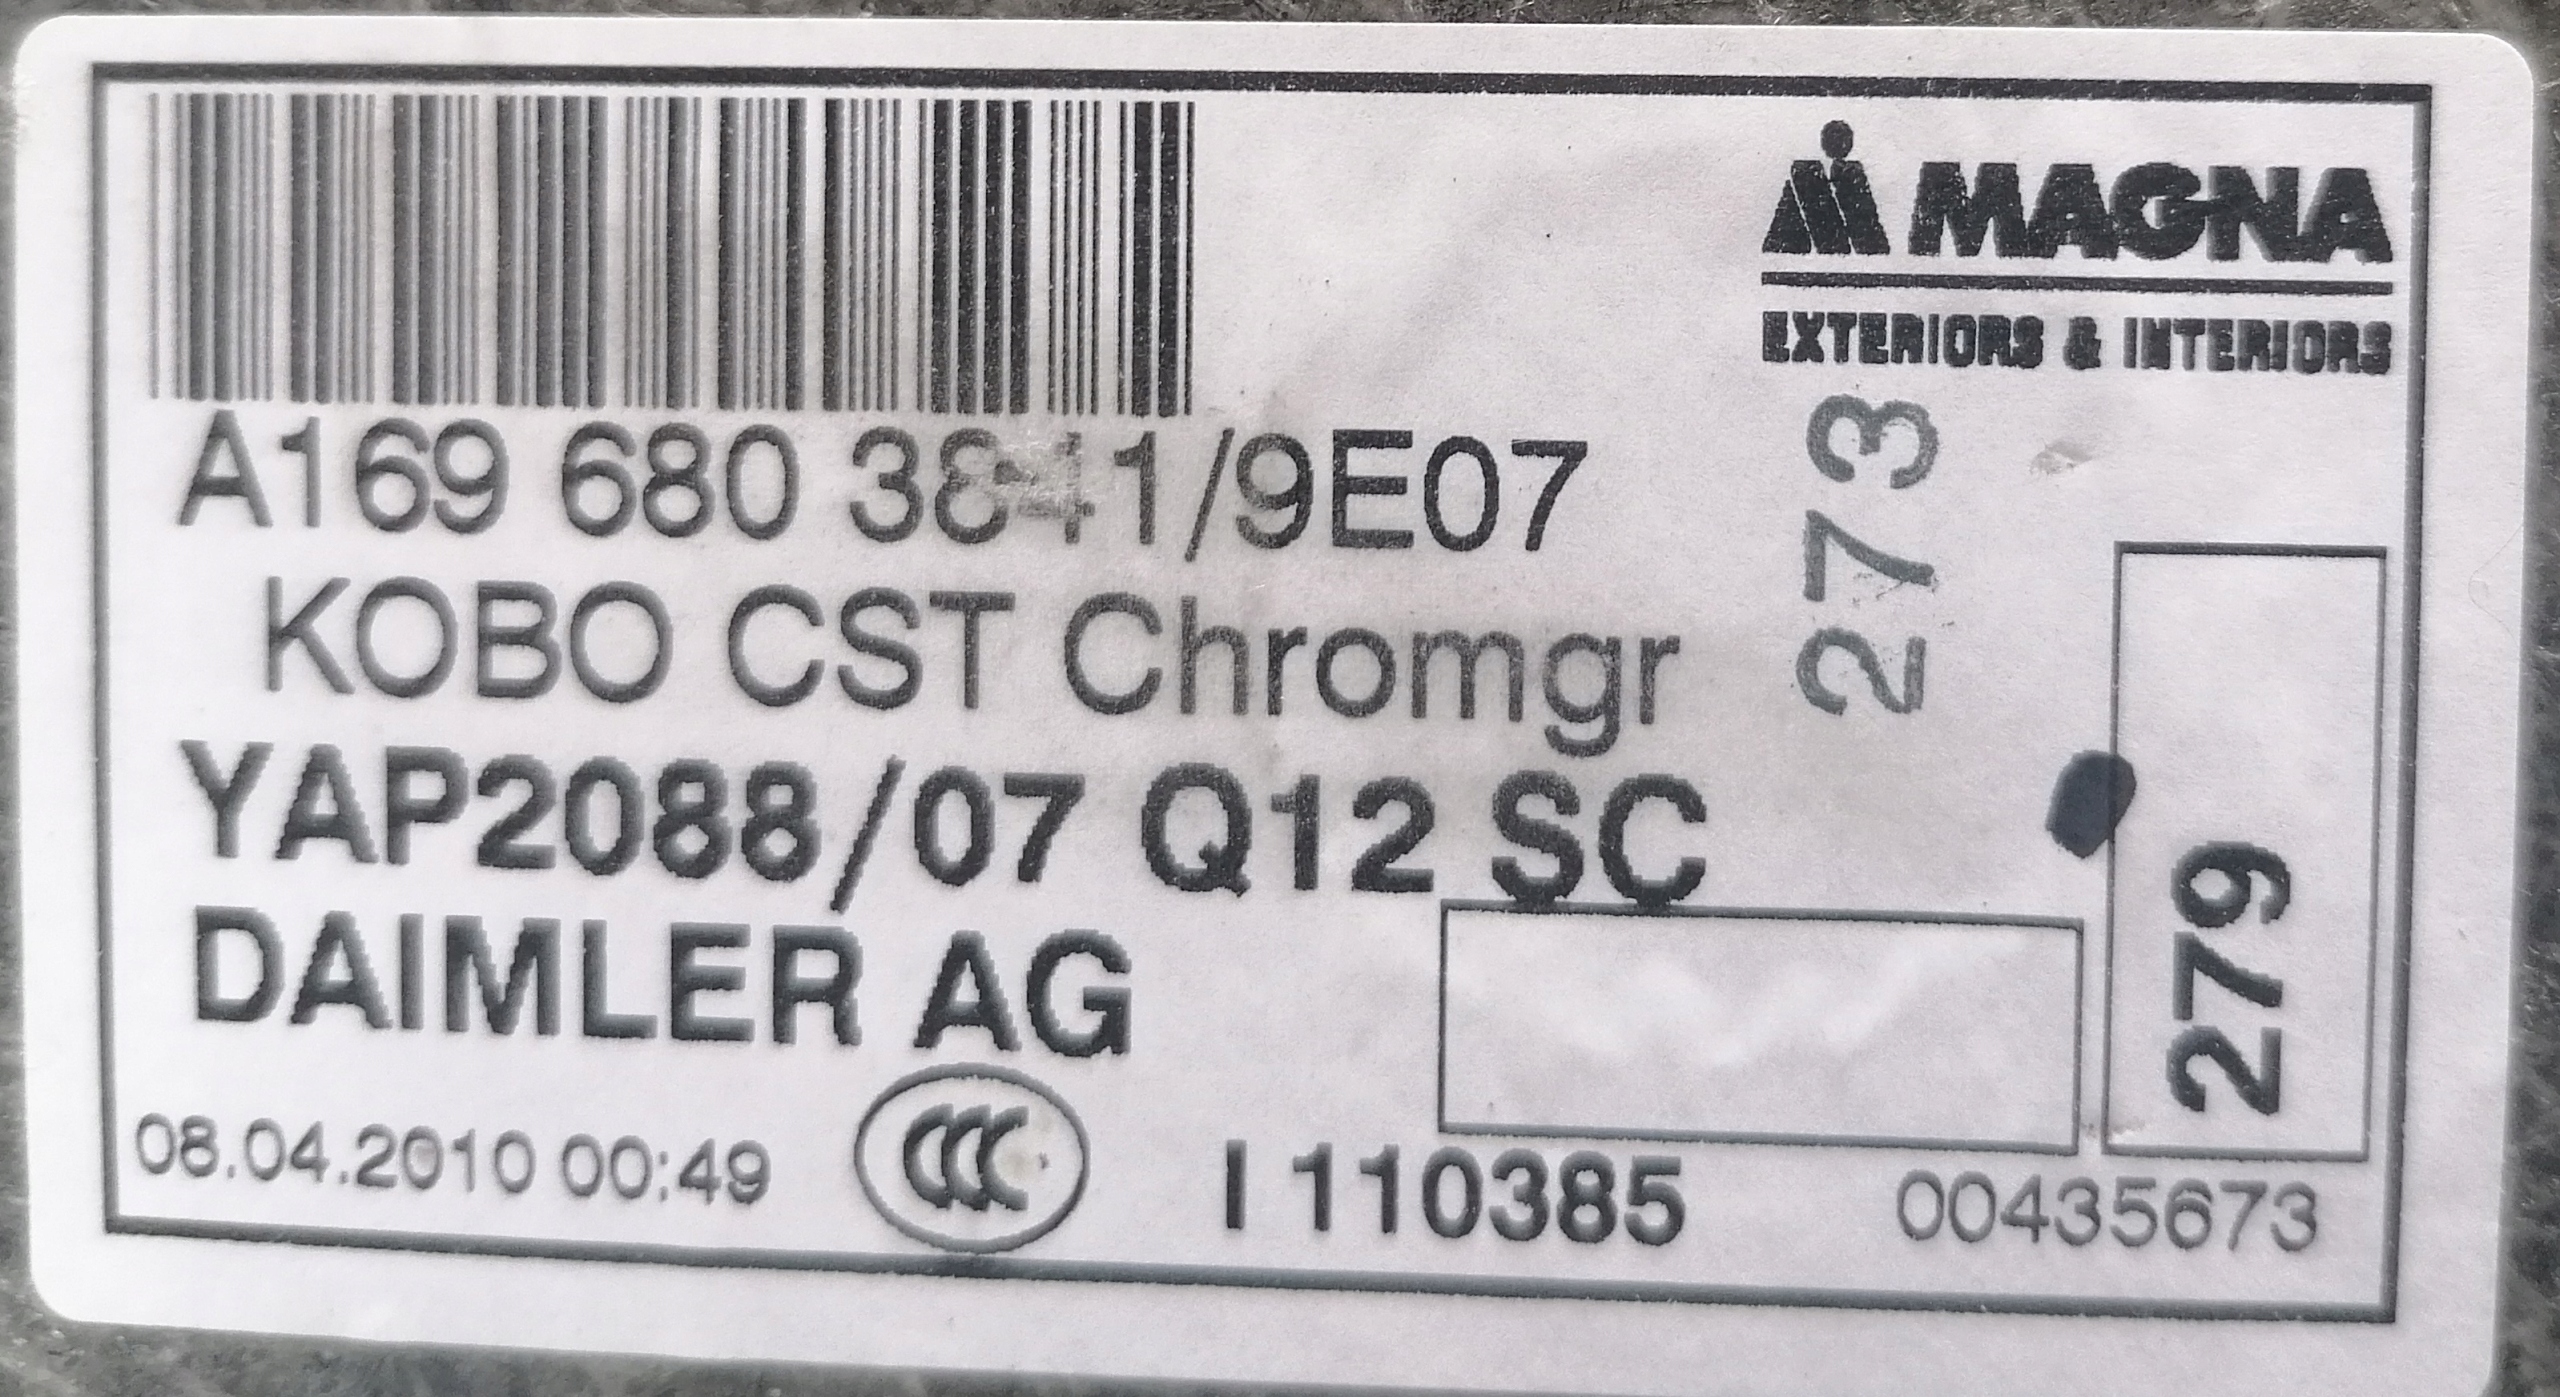 MAGNA
EXTERIORS & INTERIORS
A169 680 3841/9E07
273
KOBO CST Chromgr
YAP2088/07 Q12 SC
DAIMLER AG
279
08.04.2010 00:49
CCC
I 110385
00435673